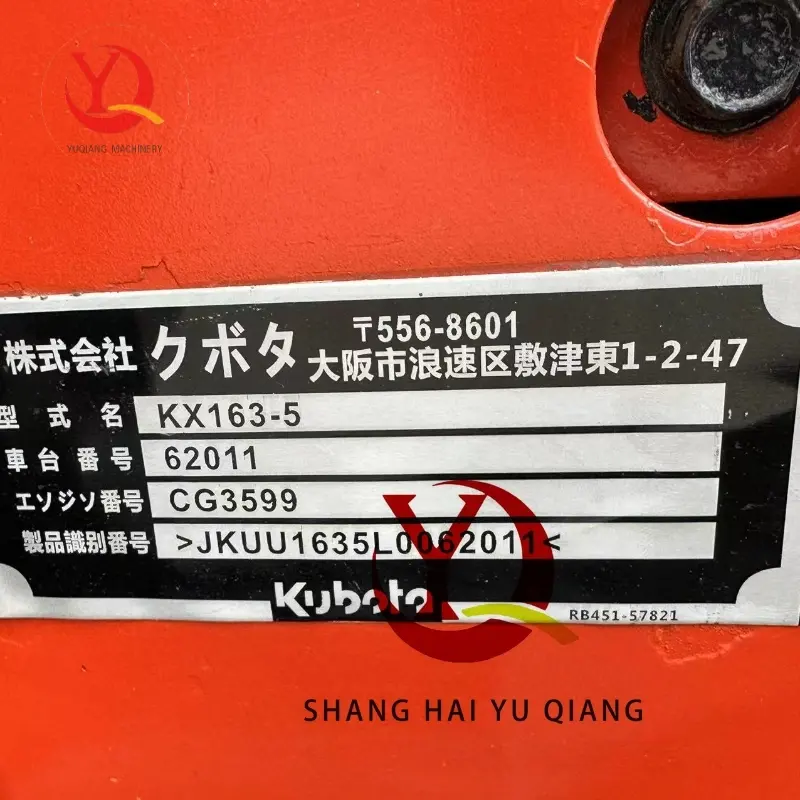 YUQIANG MACHINERY
〒556-8601
株式会社 クボタ 大阪市浪速区敷津東1-2-47
型式名 KX163-5
車台番号 62011
エソジソ番号 CG3599
製品識別番号 >JKUU1635L0062011<
Kubota
RB451-57821
SHANG HAI YU QIANG